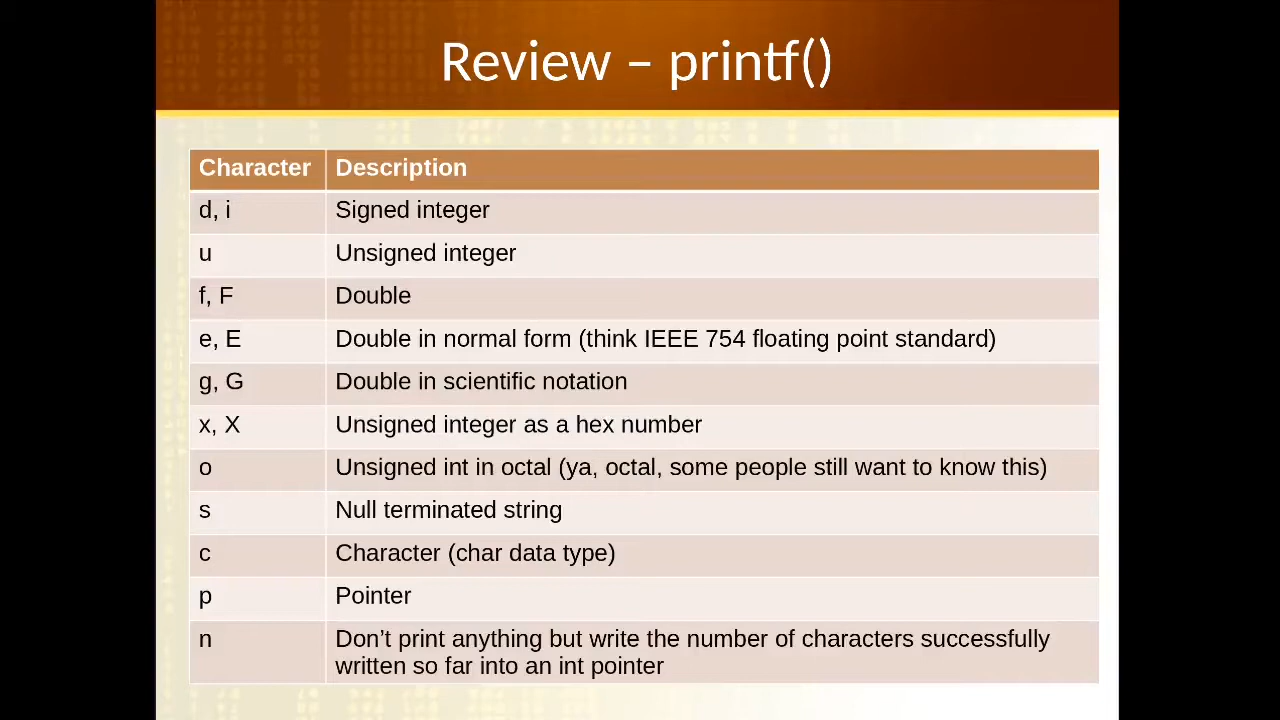 Review – printf()
Character Description
d, i Signed integer
u Unsigned integer
f, F Double
e, E Double in normal form (think IEEE 754 floating point standard)
g, G Double in scientific notation
x, X Unsigned integer as a hex number
o Unsigned int in octal (ya, octal, some people still want to know this)
s Null terminated string
c Character (char data type)
p Pointer
n Don’t print anything but write the number of characters successfully
written so far into an int pointer